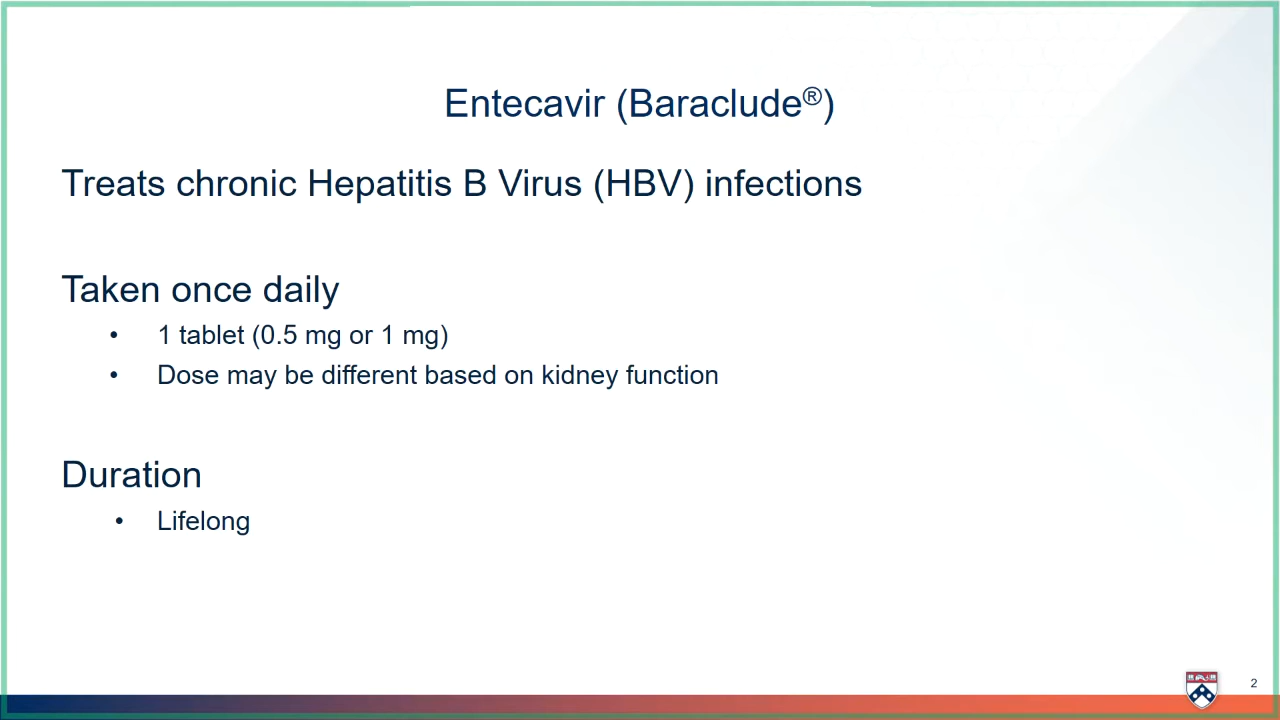 Entecavir (Baraclude®)
Treats chronic Hepatitis B Virus (HBV) infections
Taken once daily
• 1 tablet (0.5 mg or 1 mg)
• Dose may be different based on kidney function
Duration
• Lifelong
2